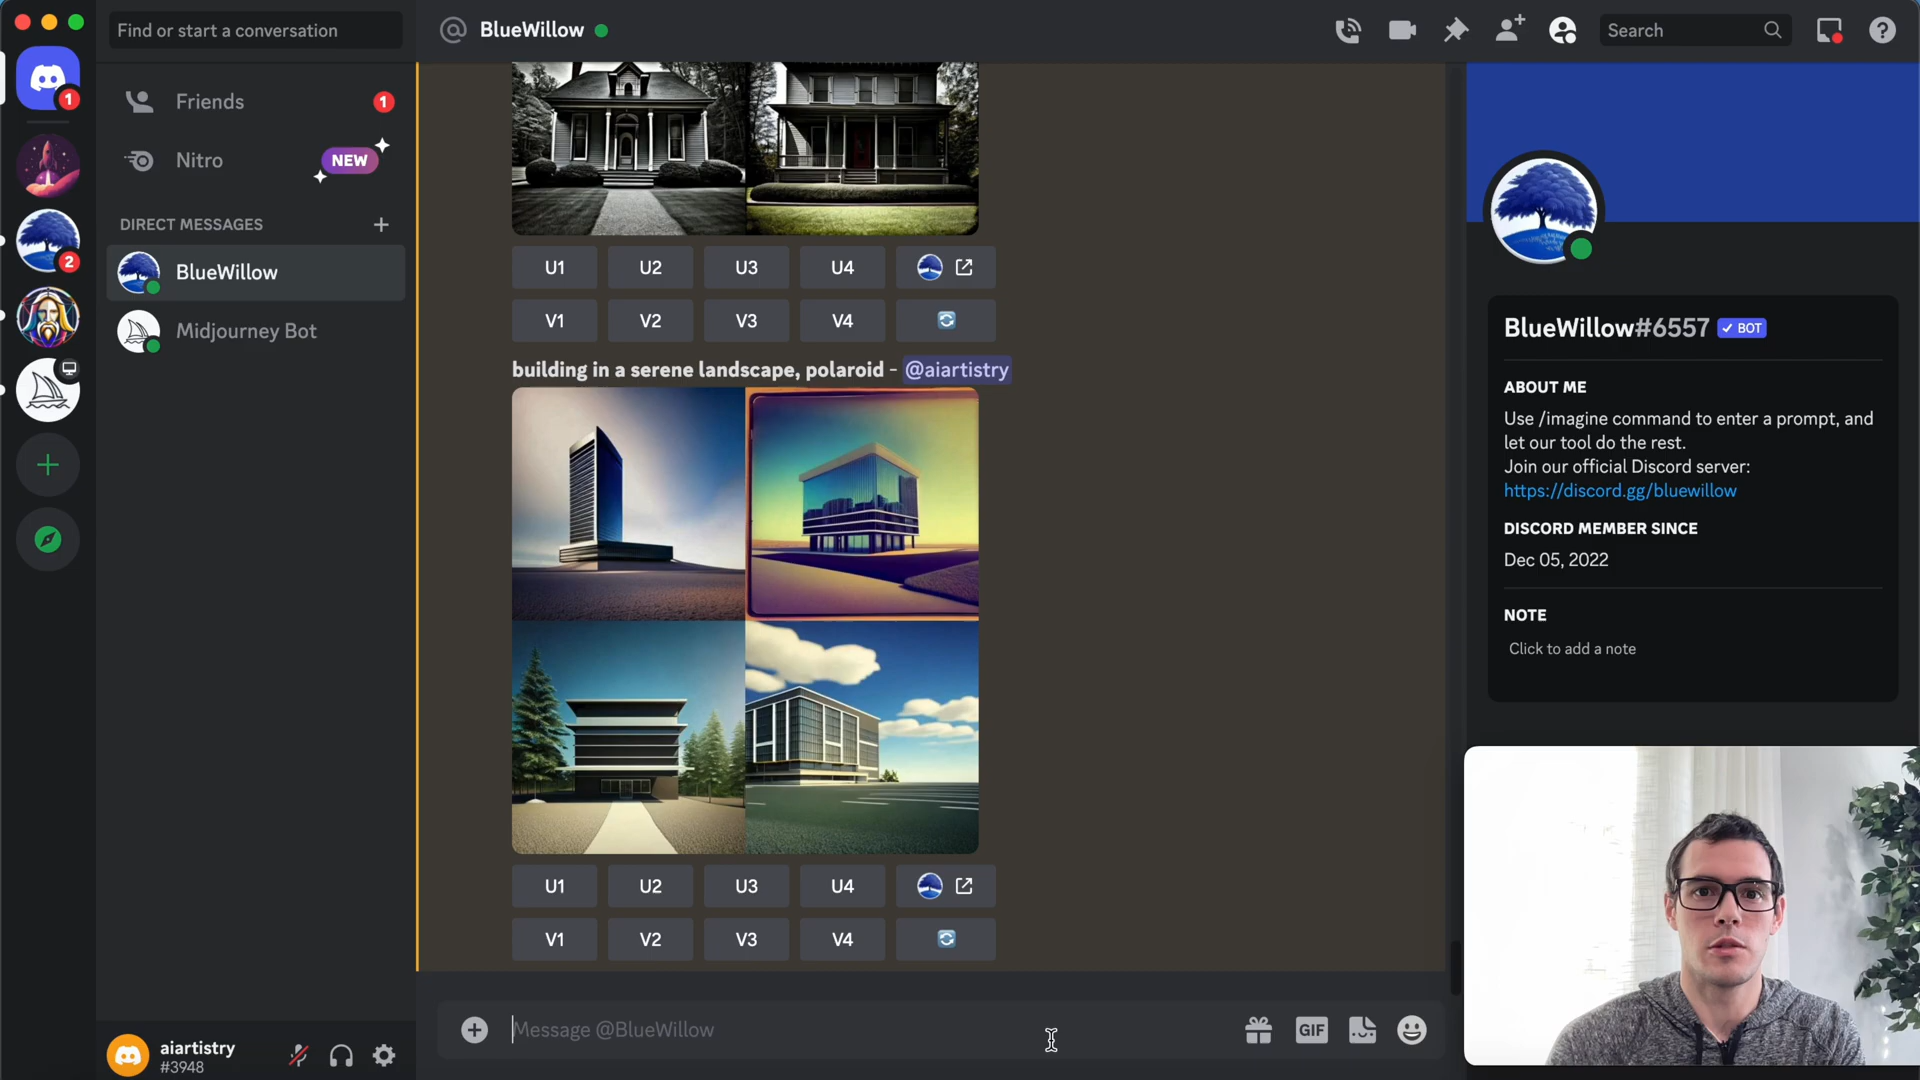 Find or start a conversation
BlueWillow
Search
1
Friends
1
Nitro
NEW
DIRECT MESSAGES
BlueWillow
2
Midjourney Bot
U1 U2 U3 U4
V1 V2 V3 V4
building in a serene landscape, polaroid - @aiartistry
U1 U2 U3 U4
V1 V2 V3 V4
Message @BlueWillow
GIF
aiartistry
#3948
BlueWillow#6557 ✓ BOT
ABOUT ME
Use /imagine command to enter a prompt, and
let our tool do the rest.
Join our official Discord server:
https://discord.gg/bluewillow
DISCORD MEMBER SINCE
Dec 05, 2022
NOTE
Click to add a note